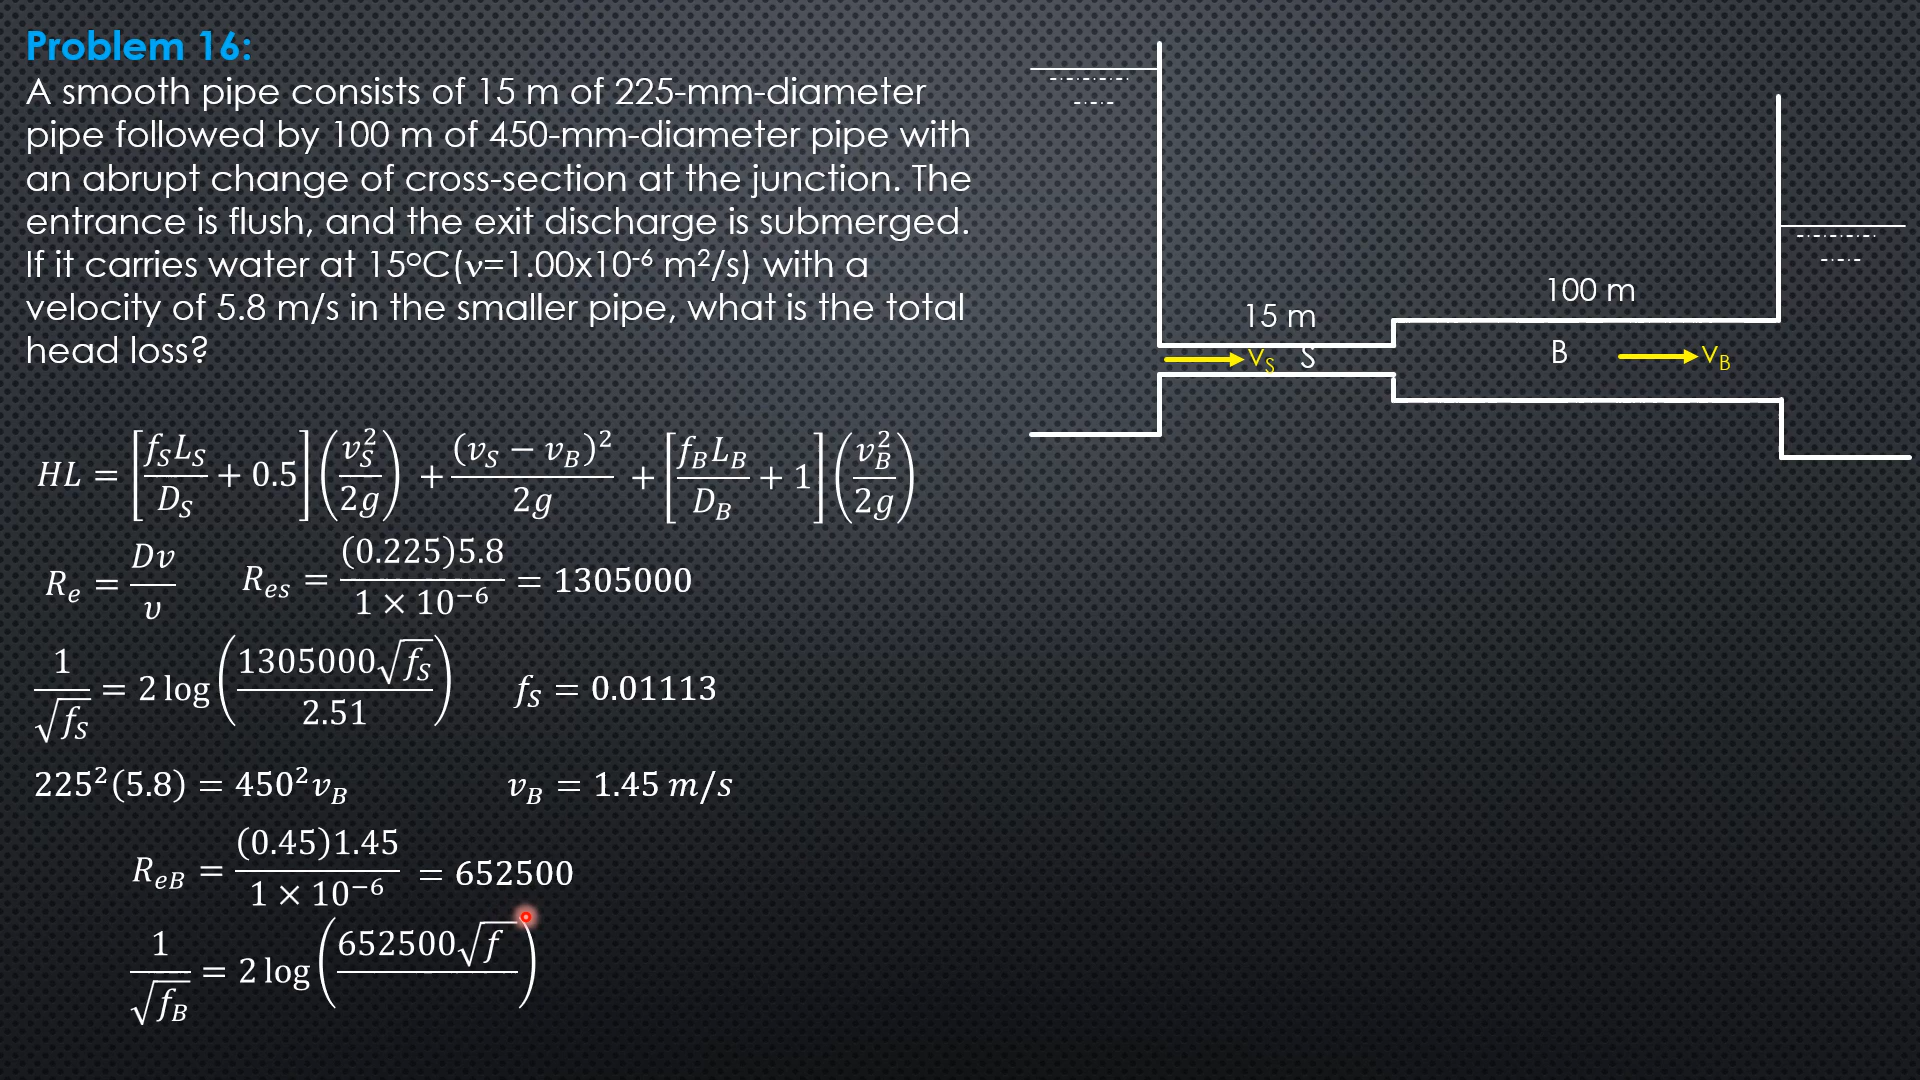 Problem 16:
A smooth pipe consists of 15 m of 225-mm-diameter
pipe followed by 100 m of 450-mm-diameter pipe with
an abrupt change of cross-section at the junction. The
entrance is flush, and the exit discharge is submerged.
If it carries water at 15°C(ν=1.00x10⁻⁶ m²/s) with a
velocity of 5.8 m/s in the smaller pipe, what is the total
head loss?
HL = [f_S L_S / D_S + 0.5] (v_S² / 2g) + (v_S − v_B)² / 2g + [f_B L_B / D_B + 1] (v_B² / 2g)
R_e = Dv / υ   R_es = (0.225)5.8 / 1 × 10⁻⁶ = 1305000
1 / √f_S = 2 log (1305000√f_S / 2.51)   f_S = 0.01113
225²(5.8) = 450² v_B   v_B = 1.45 m/s
R_eB = (0.45)1.45 / 1 × 10⁻⁶ = 652500
1 / √f_B = 2 log (652500√f / )
15 m
100 m
v_S S
B v_B